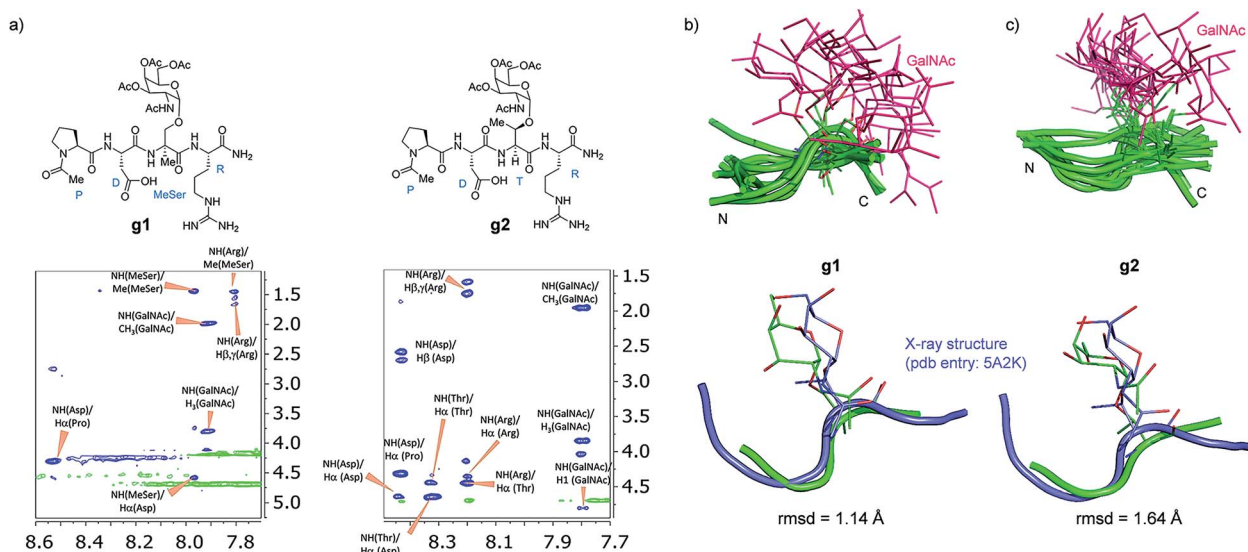 a)
OAc
AcO
OAc
AcO
AcHN
O
O
H
N
O
H
N
NH2
N
O
N
H
Me
O
N
H
O
O
OH
Me
P
D
MeSer
R
NH
HN
NH2
g1
OAc
AcO
OAc
AcO
AcHN
O
O
Me
H
N
O
H
N
O
NH2
N
O
N
H
H
O
N
H
O
O
OH
Me
P
D
T
R
NH
HN
NH2
g2
NH(Arg)/
Me(MeSer)
NH(MeSer)/
Me(MeSer)
NH(GalNAc)/
CH3(GalNAc)
NH(Arg)/
Hβ,γ(Arg)
NH(GalNAc)/
H3(GalNAc)
NH(Asp)/
Hα(Pro)
NH(MeSer)/
Hα(Asp)
1.5
2.0
2.5
3.0
3.5
4.0
4.5
5.0
8.6 8.4 8.2 8.0 7.8
NH(Arg)/
Hβ,γ(Arg)
NH(GalNAc)/
CH3(GalNAc)
NH(Asp)/
Hβ (Asp)
NH(Thr)/
Hα (Thr)
NH(Arg)/
Hα (Arg)
NH(GalNAc)/
H3(GalNAc)
NH(Asp)/
Hα (Pro)
NH(Asp)/
Hα (Asp)
NH(Arg)/
Hα (Thr)
NH(GalNAc)/
H1 (GalNAc)
NH(Thr)/
Hα (Asp)
1.5
2.0
2.5
3.0
3.5
4.0
4.5
8.3 8.1 7.9 7.7
b)
GalNAc
N
C
g1
X-ray structure
(pdb entry: 5A2K)
rmsd = 1.14 Å
c)
GalNAc
N
C
g2
rmsd = 1.64 Å